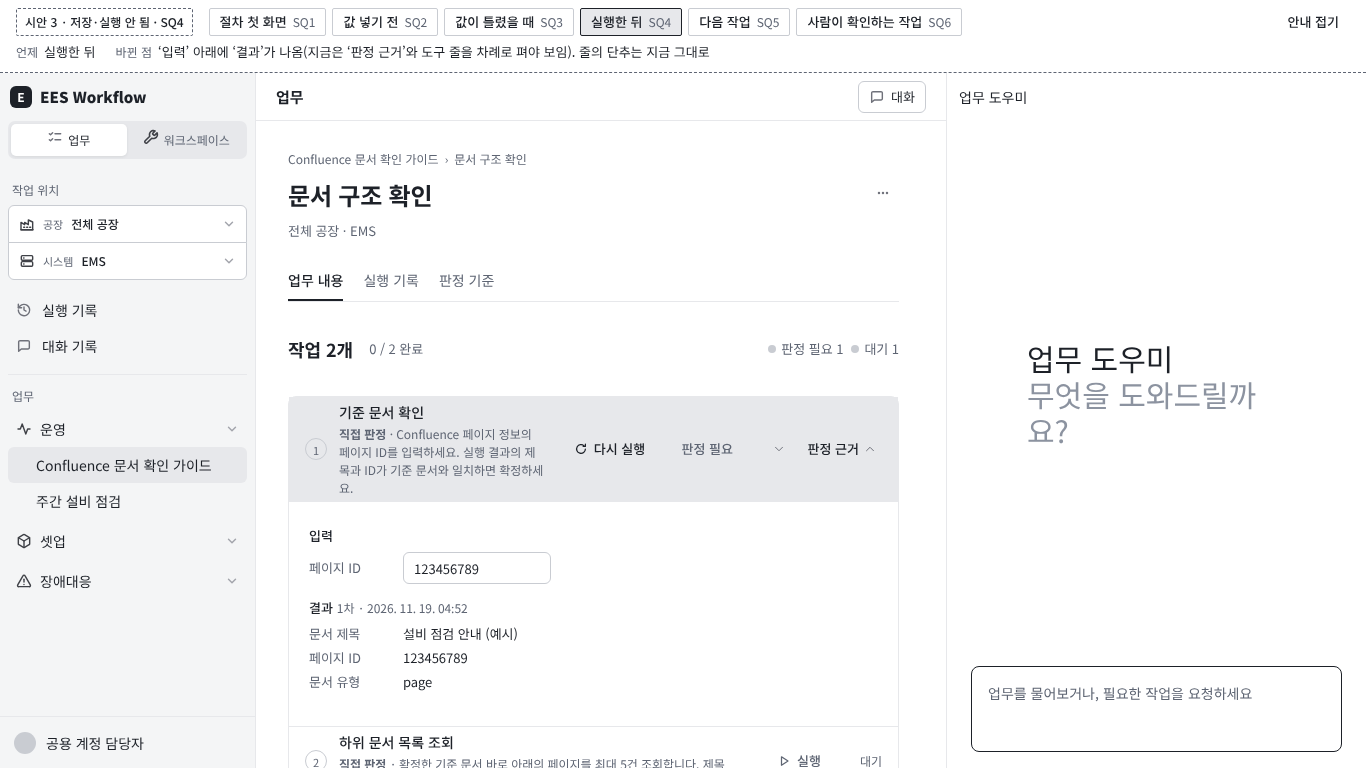 시안 3 · 저장·실행 안 됨 · SQ4
절차 첫 화면 SQ1
값 넣기 전 SQ2
값이 틀렸을 때 SQ3
실행한 뒤 SQ4
다음 작업 SQ5
사람이 확인하는 작업 SQ6
안내 접기
언제 실행한 뒤 바뀐 점 ‘입력’ 아래에 ‘결과’가 나옴(지금은 ‘판정 근거’와 도구 줄을 차례로 펴야 보임). 줄의 단추는 지금 그대로
E EES Workflow
업무
워크스페이스
작업 위치
공장 전체 공장
시스템 EMS
실행 기록
대화 기록
업무
운영
Confluence 문서 확인 가이드
주간 설비 점검
셋업
장애대응
공용 계정 담당자
업무
대화
Confluence 문서 확인 가이드 › 문서 구조 확인
문서 구조 확인
...
전체 공장 · EMS
업무 내용
실행 기록
판정 기준
작업 2개 0 / 2 완료
판정 필요 1 대기 1
1
기준 문서 확인
직접 판정 · Confluence 페이지 정보의
페이지 ID를 입력하세요. 실행 결과의 제
목과 ID가 기준 문서와 일치하면 확정하세
요.
다시 실행
판정 필요
판정 근거
입력
페이지 ID 123456789
결과 1차 · 2026. 11. 19. 04:52
문서 제목 설비 점검 안내 (예시)
페이지 ID 123456789
문서 유형 page
2
하위 문서 목록 조회
직접 판정 · 확정한 기준 문서 바로 아래의 페이지를 최대 5건 조회합니다. 제목
실행
대기
업무 도우미
업무 도우미
무엇을 도와드릴까
요?
업무를 물어보거나, 필요한 작업을 요청하세요